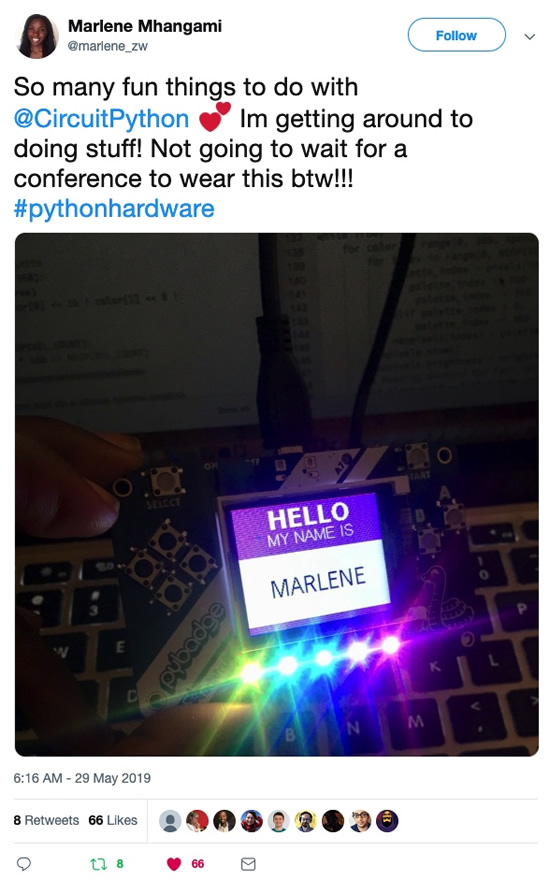 Marlene Mhangami
@marlene_zw
Follow
So many fun things to do with
@CircuitPython 💕 Im getting around to
doing stuff! Not going to wait for a
conference to wear this btw!!!
#pythonhardware
SELECT
START
A
B
HELLO
MY NAME IS
MARLENE
pybadge
3
W
E
D
B
N
M
K
L
P
6:16 AM - 29 May 2019
8 Retweets 66 Likes
8
66